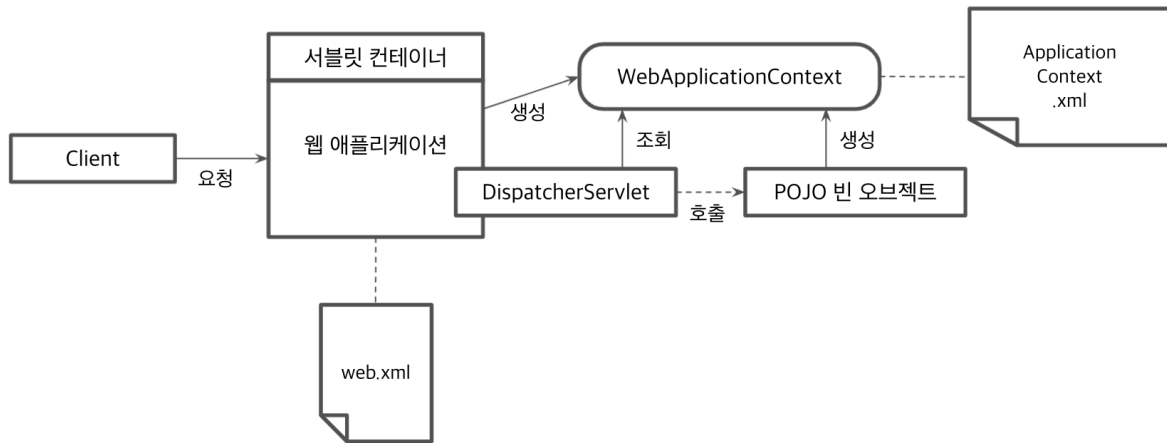 서블릿 컨테이너
웹 애플리케이션
Client
요청
생성
WebApplicationContext
Application
Context
.xml
조회
생성
DispatcherServlet
호출
POJO 빈 오브젝트
web.xml